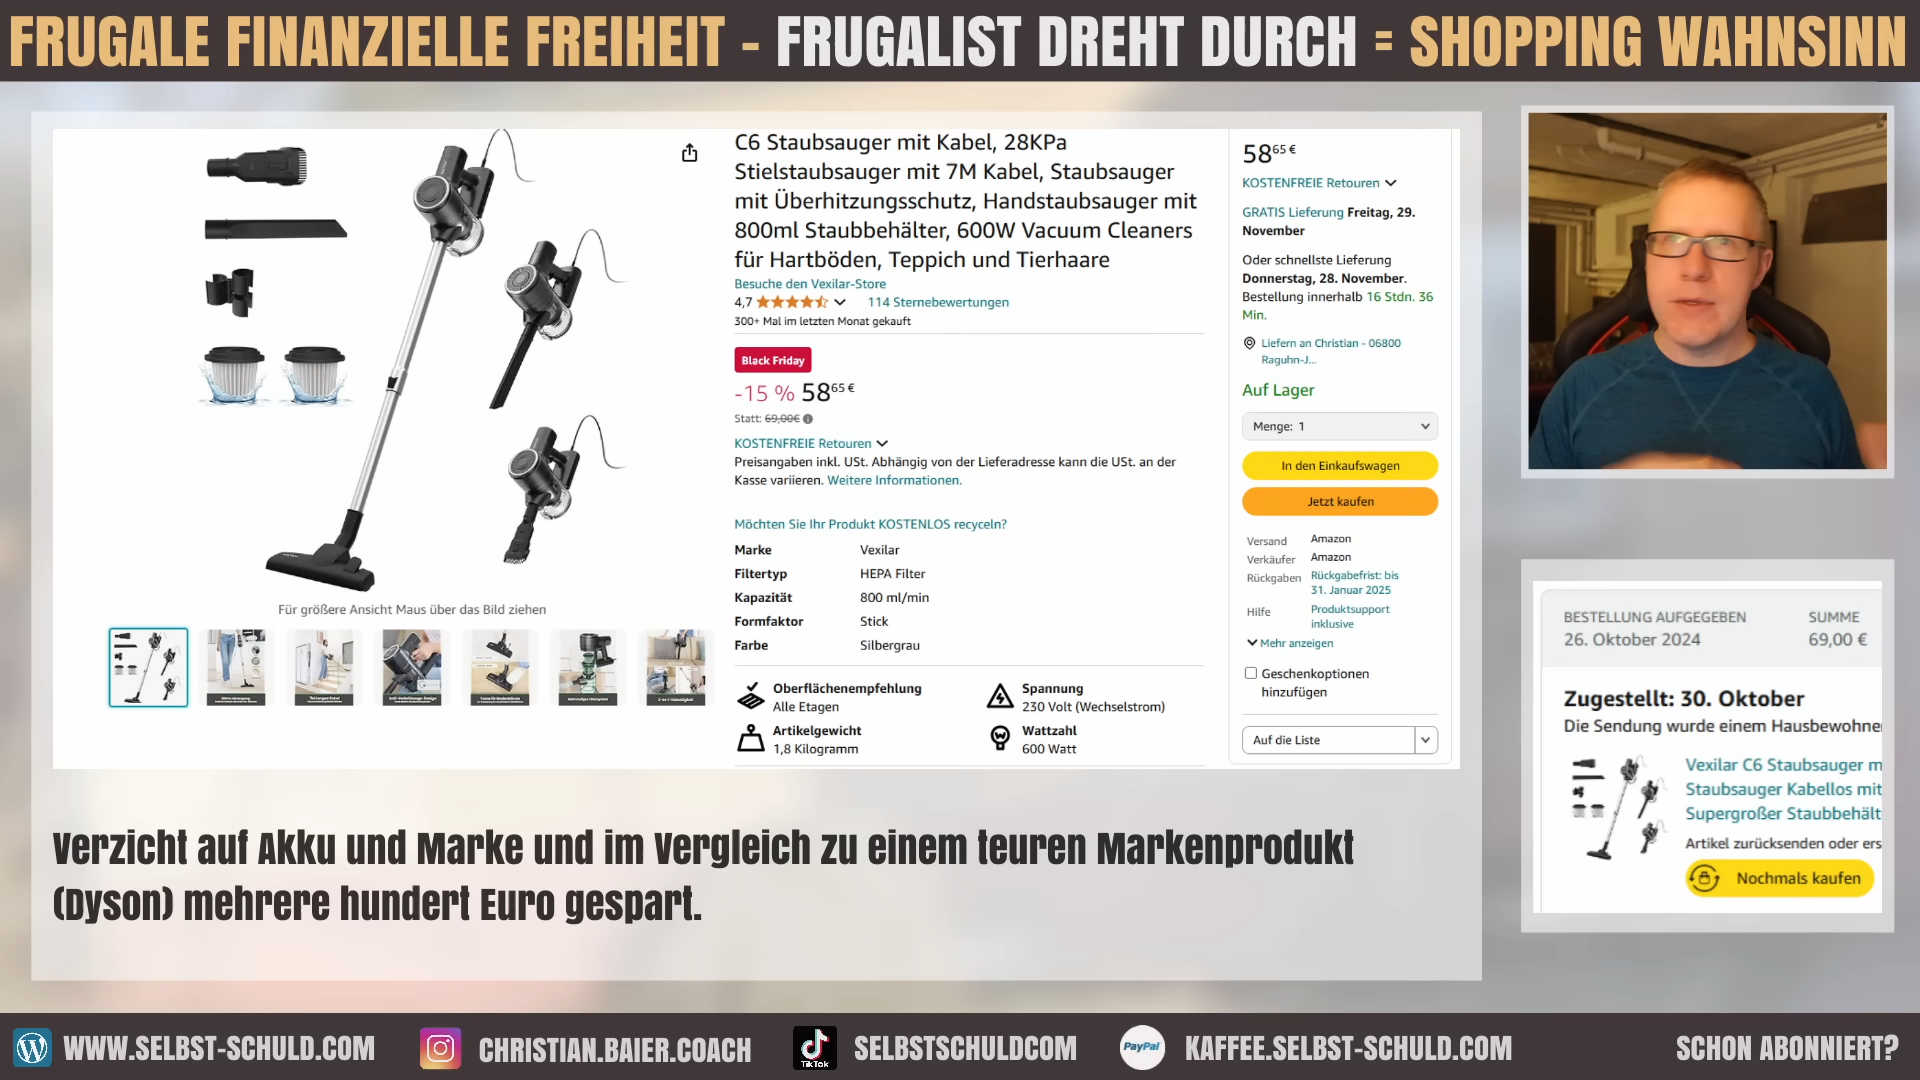 FRUGALE FINANZIELLE FREIHEIT - FRUGALIST DREHT DURCH = SHOPPING WAHNSINN
C6 Staubsauger mit Kabel, 28KPa
Stielstaubsauger mit 7M Kabel, Staubsauger
mit Überhitzungsschutz, Handstaubsauger mit
800ml Staubbehälter, 600W Vacuum Cleaners
für Hartböden, Teppich und Tierhaare
Besuche den Vexilar-Store
4,7
114 Sternebewertungen
300+ Mal im letzten Monat gekauft
Black Friday
-15 % 58 65 €
Statt: 69,00€
KOSTENFREIE Retouren
Preisangaben inkl. USt. Abhängig von der Lieferadresse kann die USt. an der
Kasse variieren. Weitere Informationen.
Möchten Sie Ihr Produkt KOSTENLOS recyceln?
Marke Vexilar
Filtertyp HEPA Filter
Kapazität 800 ml/min
Formfaktor Stick
Farbe Silbergrau
Oberflächenempfehlung
Alle Etagen
Spannung
230 Volt (Wechselstrom)
Artikelgewicht
1,8 Kilogramm
Wattzahl
600 Watt
Für größere Ansicht Maus über das Bild ziehen
58 65 €
KOSTENFREIE Retouren
GRATIS Lieferung Freitag, 29.
November
Oder schnellste Lieferung
Donnerstag, 28. November.
Bestellung innerhalb 16 Stdn. 36
Min.
Liefern an Christian - 06800
Raguhn-J...
Auf Lager
Menge: 1
In den Einkaufswagen
Jetzt kaufen
Versand Amazon
Verkäufer Amazon
Rückgaben Rückgabefrist: bis
31. Januar 2025
Hilfe Produktsupport
inklusive
Mehr anzeigen
Geschenkoptionen
hinzufügen
Auf die Liste
BESTELLUNG AUFGEGEBEN SUMME
26. Oktober 2024 69,00 €
Zugestellt: 30. Oktober
Die Sendung wurde einem Hausbewohne
Vexilar C6 Staubsauger m
Staubsauger Kabellos mit
Supergroßer Staubbehält
Artikel zurücksenden oder ers
Nochmals kaufen
Verzicht auf Akku und Marke und im Vergleich zu einem teuren Markenprodukt
(Dyson) mehrere hundert Euro gespart.
WWW.SELBST-SCHULD.COM CHRISTIAN.BAIER.COACH TikTok SELBSTSCHULDCOM PayPal KAFFEE.SELBST-SCHULD.COM SCHON ABONNIERT?